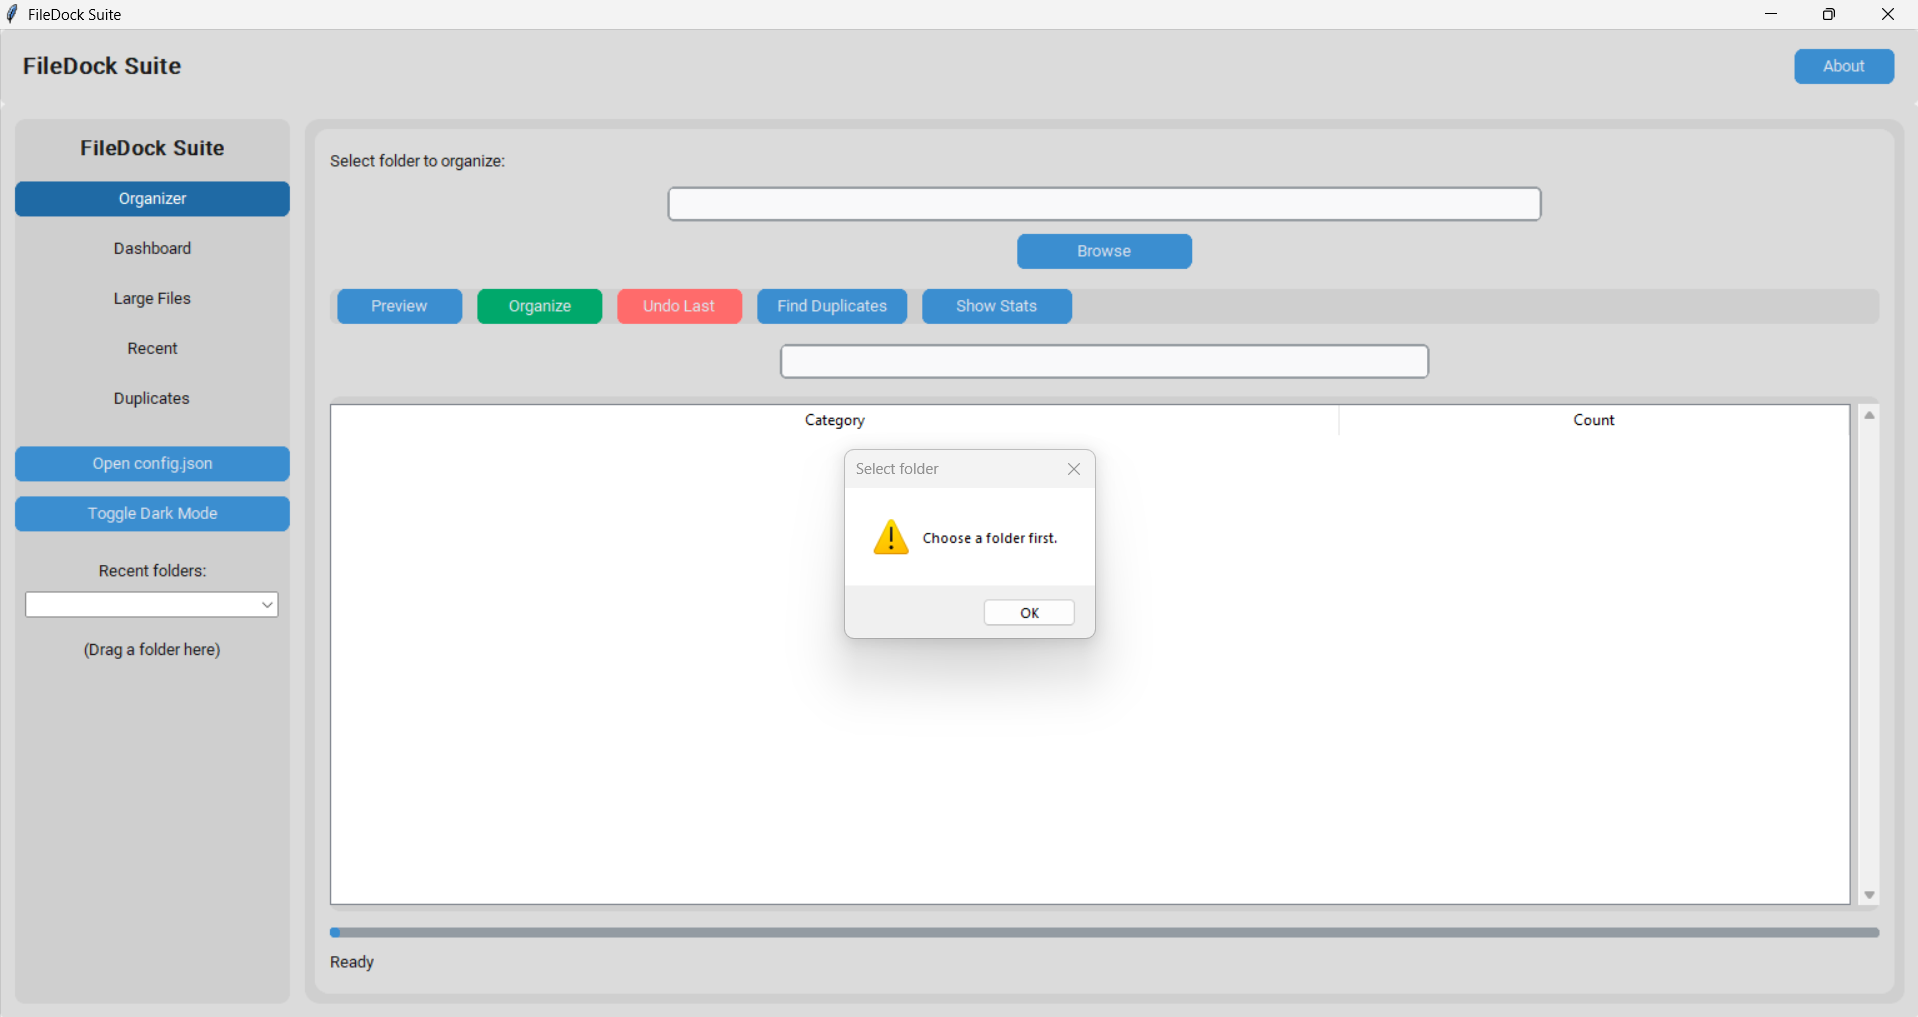 FileDock Suite
FileDock Suite
About
FileDock Suite
Organizer
Dashboard
Large Files
Recent
Duplicates
Open config.json
Toggle Dark Mode
Recent folders:
(Drag a folder here)
Select folder to organize:
Browse
Preview Organize Undo Last Find Duplicates Show Stats
Category Count
Select folder
Choose a folder first.
OK
Ready